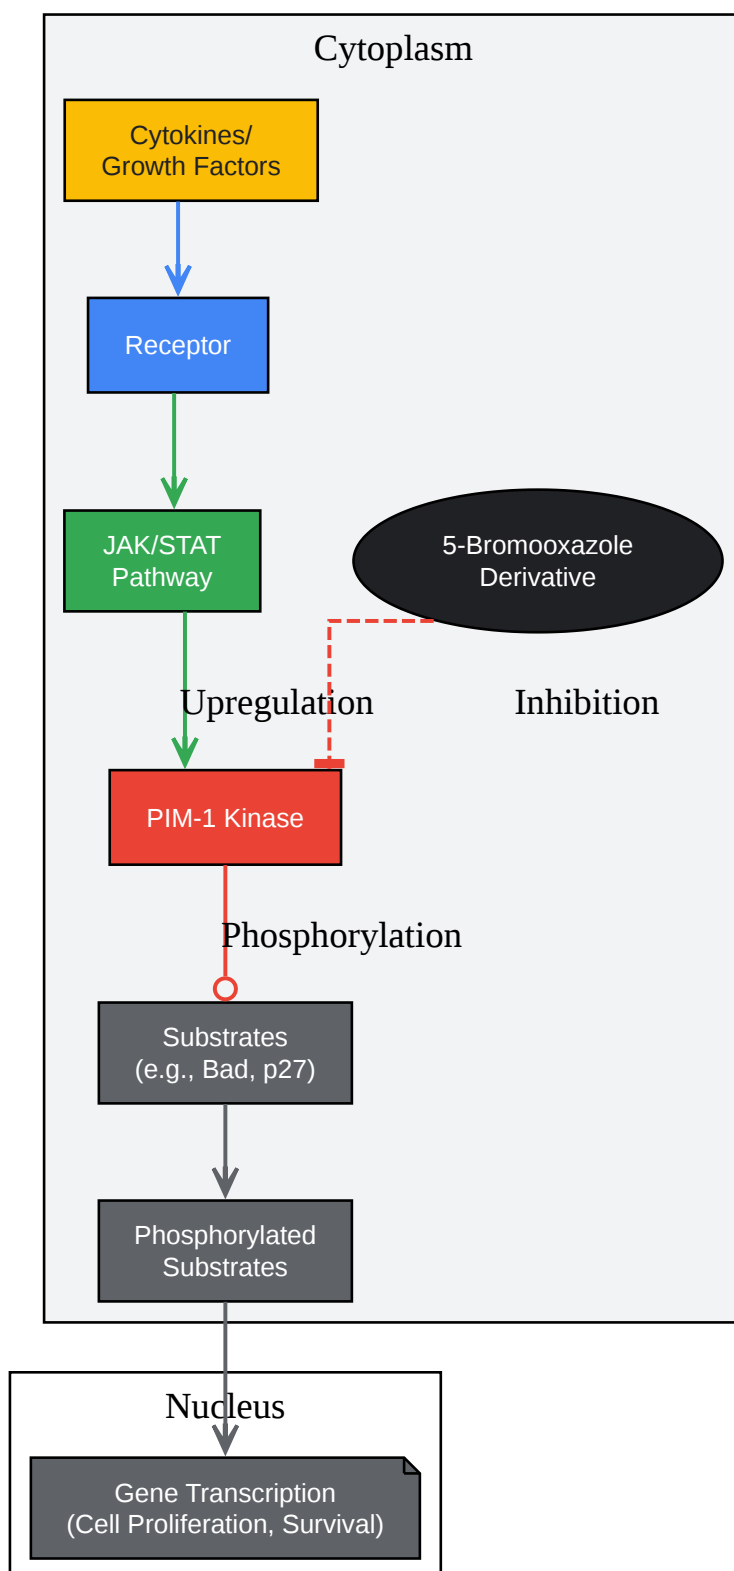 Cytoplasm
Cytokines/
Growth Factors
Receptor
JAK/STAT
Pathway
5-Bromooxazole
Derivative
Upregulation
Inhibition
PIM-1 Kinase
Phosphorylation
Substrates
(e.g., Bad, p27)
Phosphorylated
Substrates
Nucleus
Gene Transcription
(Cell Proliferation, Survival)